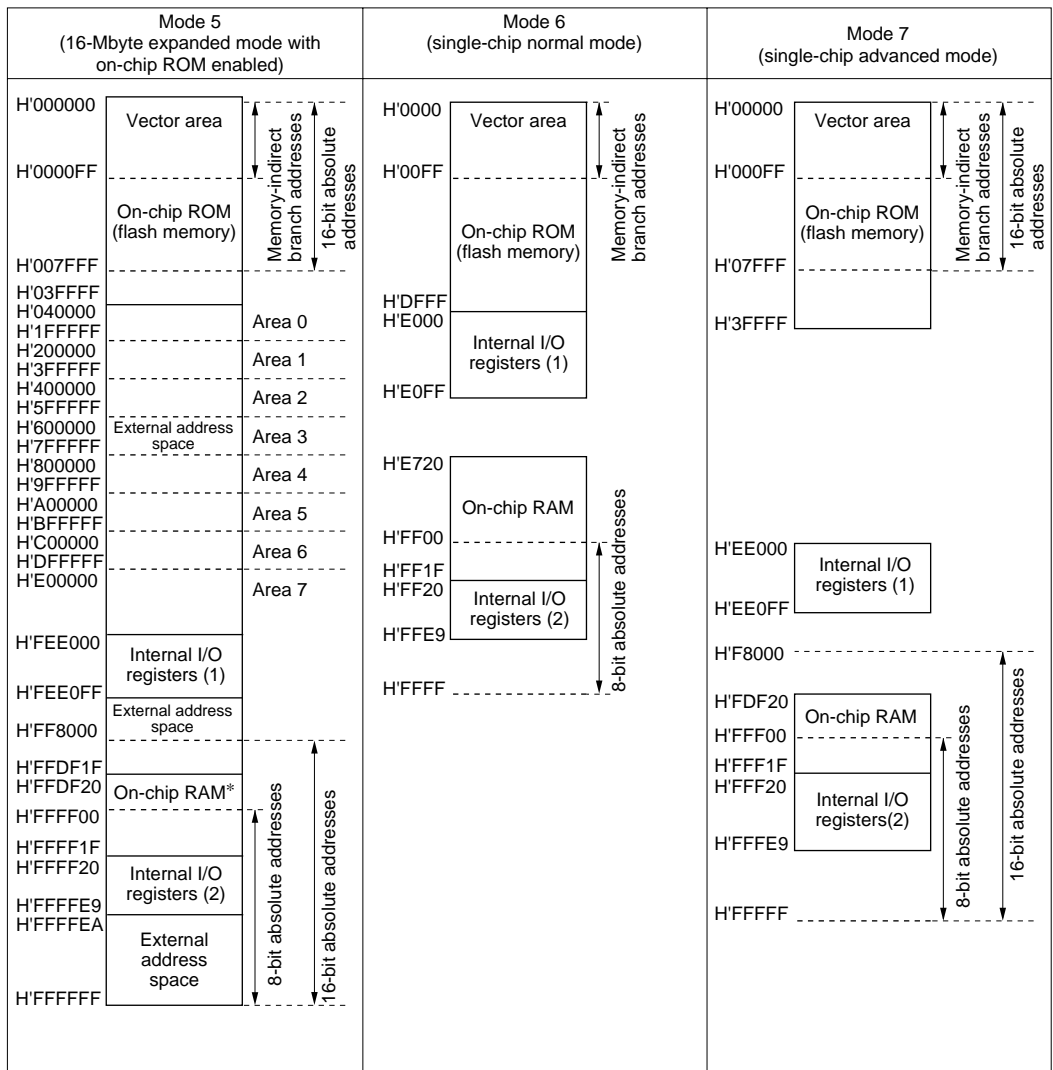 Mode 5
(16-Mbyte expanded mode with
on-chip ROM enabled)
H'000000
Vector area
H'0000FF
On-chip ROM
(flash memory)
H'007FFF
H'03FFFF
H'040000
Area 0
H'1FFFFF
H'200000
Area 1
H'3FFFFF
H'400000
Area 2
H'5FFFFF
H'600000
External address
space
Area 3
H'7FFFFF
H'800000
Area 4
H'9FFFFF
H'A00000
Area 5
H'BFFFFF
H'C00000
Area 6
H'DFFFFF
H'E00000
Area 7
H'FEE000
Internal I/O
registers (1)
H'FEE0FF
External address
space
H'FF8000
H'FFDF1F
H'FFDF20
On-chip RAM*
H'FFFF00
H'FFFF1F
H'FFFF20
Internal I/O
registers (2)
H'FFFFE9
H'FFFFEA
External
address
space
H'FFFFFF
Memory-indirect
branch addresses
16-bit absolute
addresses
8-bit absolute addresses
16-bit absolute addresses
Mode 6
(single-chip normal mode)
H'0000
Vector area
H'00FF
On-chip ROM
(flash memory)
H'DFFF
H'E000
Internal I/O
registers (1)
H'E0FF
H'E720
On-chip RAM
H'FF00
H'FF1F
H'FF20
Internal I/O
registers (2)
H'FFE9
H'FFFF
Memory-indirect
branch addresses
8-bit absolute addresses
Mode 7
(single-chip advanced mode)
H'00000
Vector area
H'000FF
On-chip ROM
(flash memory)
H'07FFF
H'3FFFF
H'EE000
Internal I/O
registers (1)
H'EE0FF
H'F8000
H'FDF20
On-chip RAM
H'FFF00
H'FFF1F
H'FFF20
Internal I/O
registers(2)
H'FFFE9
H'FFFFF
Memory-indirect
branch addresses
16-bit absolute
addresses
8-bit absolute addresses
16-bit absolute addresses